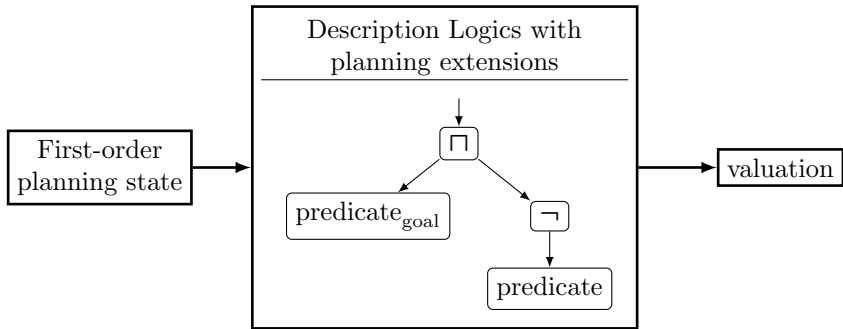 Description Logics with
planning extensions
First-order
planning state
⊓
predicate_goal
¬
predicate
valuation